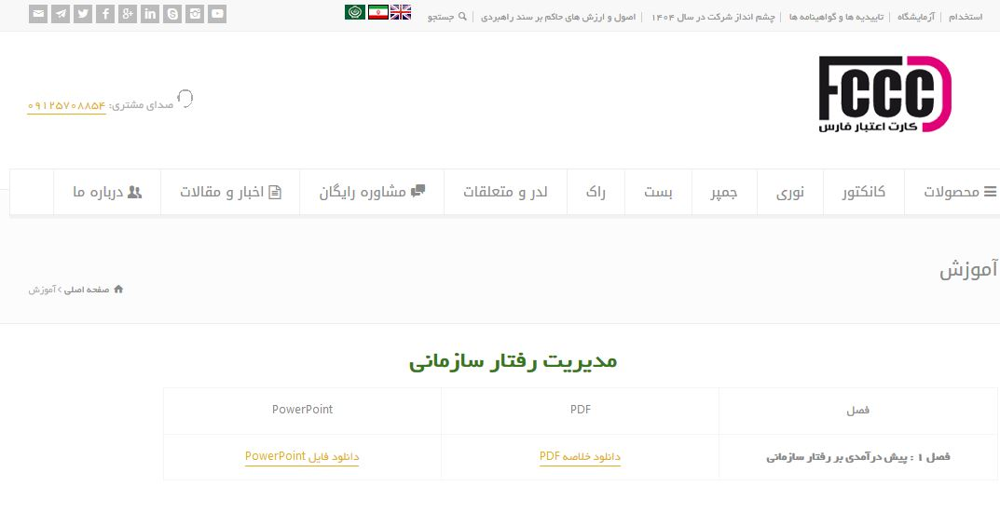 استخدام | آزمایشگاه | تاییدیه ها و گواهینامه ها | چشم انداز شرکت در سال ۱۴۰۴ | اصول و ارزش های حاکم بر سند راهبردی | جستجو
FCCC
کارت اعتبار فارس
صدای مشتری: ۰۹۱۲۵۷۰۸۸۵۴
محصولات کانکتور نوری جمپر بست راک لدر و متعلقات مشاوره رایگان اخبار و مقالات درباره ما
آموزش
صفحه اصلی > آموزش
مدیریت رفتار سازمانی
فصل PDF PowerPoint
فصل ۱ : پیش درآمدی بر رفتار سازمانی دانلود خلاصه PDF دانلود فایل PowerPoint